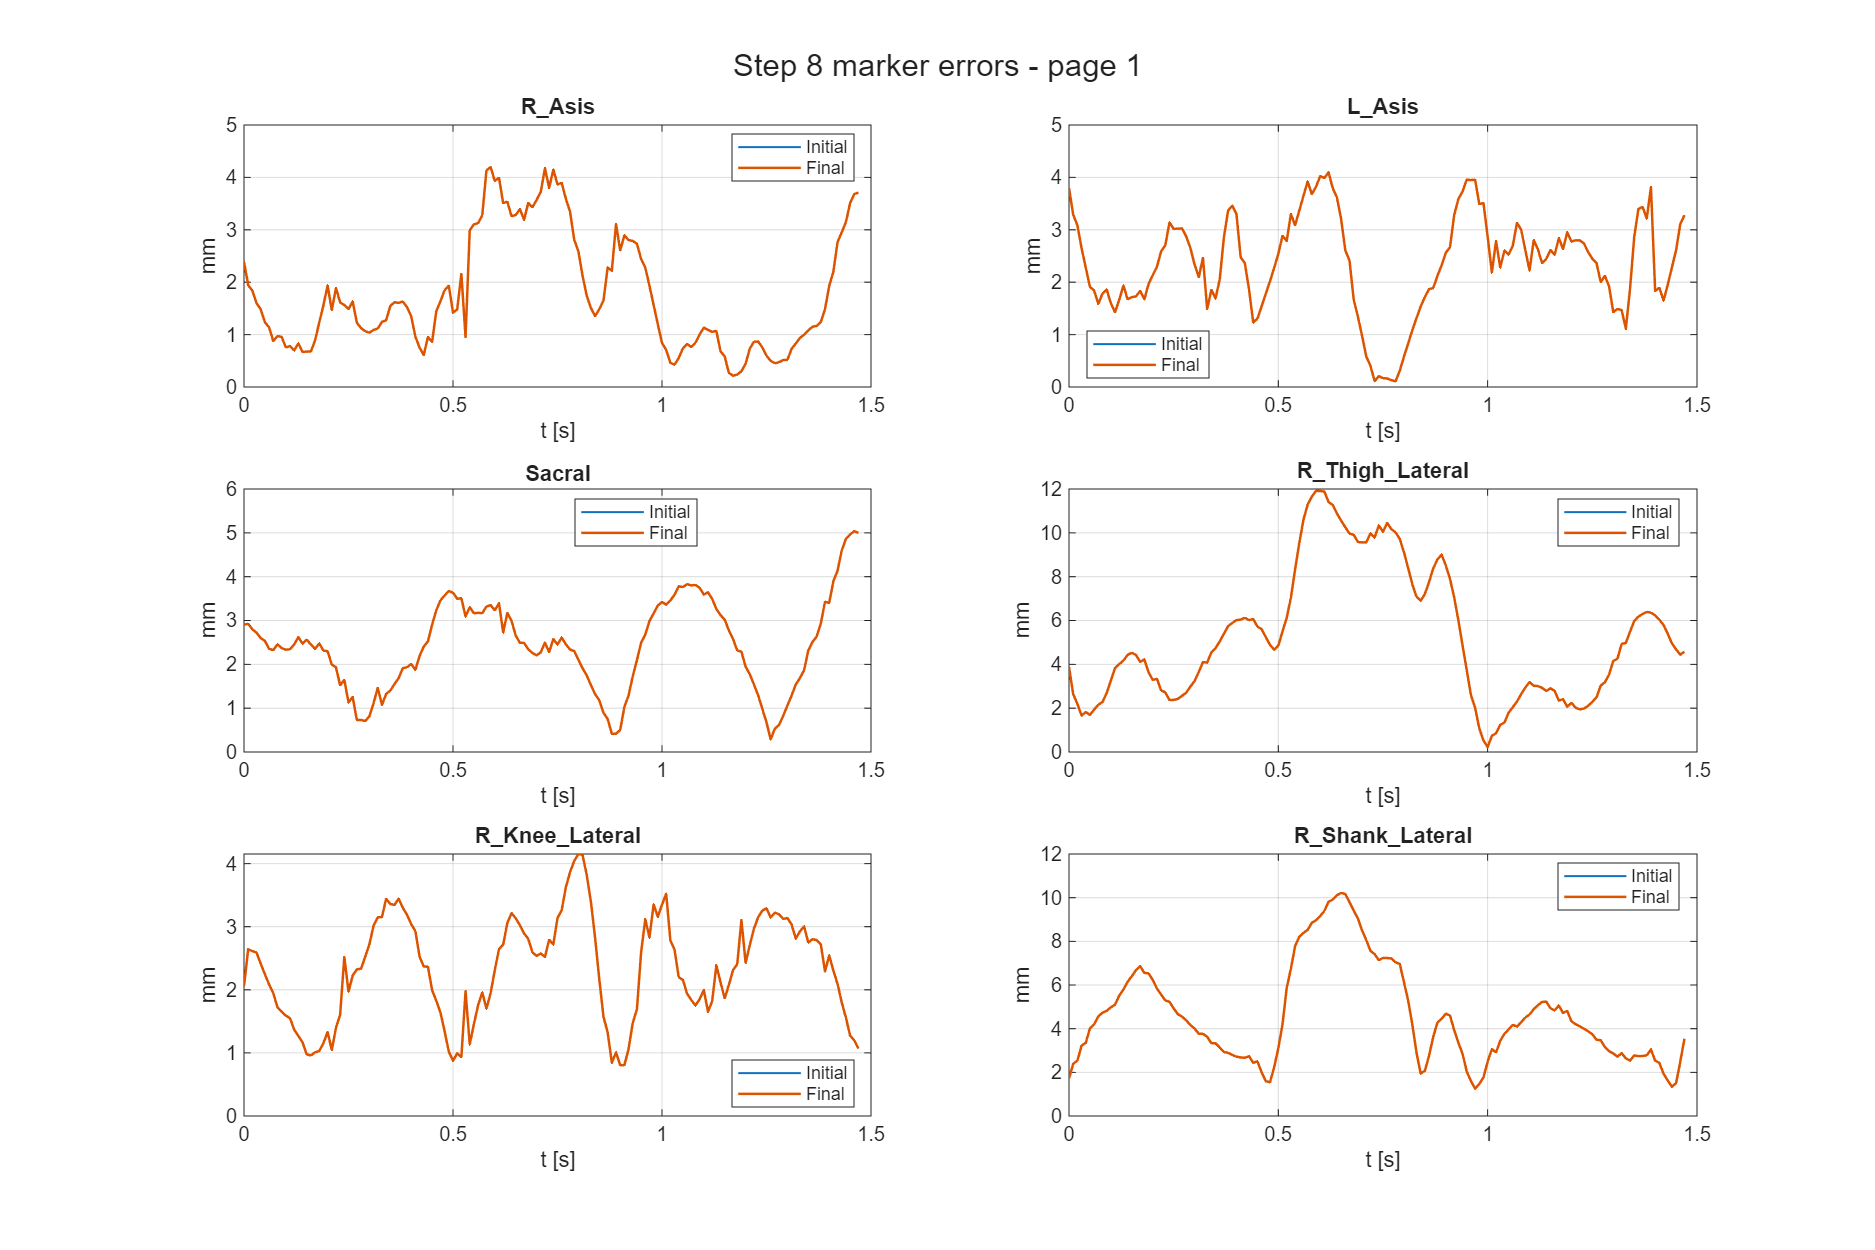 Step 8 marker errors - page 1
R_Asis
5
4
3
2
1
0
mm
0 0.5 1 1.5
t [s]
Initial
Final
L_Asis
5
4
3
2
1
0
mm
0 0.5 1 1.5
t [s]
Initial
Final
Sacral
6
5
4
3
2
1
0
mm
0 0.5 1 1.5
t [s]
Initial
Final
R_Thigh_Lateral
12
10
8
6
4
2
0
mm
0 0.5 1 1.5
t [s]
Initial
Final
R_Knee_Lateral
4
3
2
1
0
mm
0 0.5 1 1.5
t [s]
Initial
Final
R_Shank_Lateral
12
10
8
6
4
2
0
mm
0 0.5 1 1.5
t [s]
Initial
Final